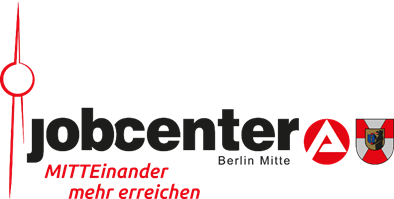 jobcenter
Berlin Mitte
MITTEinander
mehr erreichen